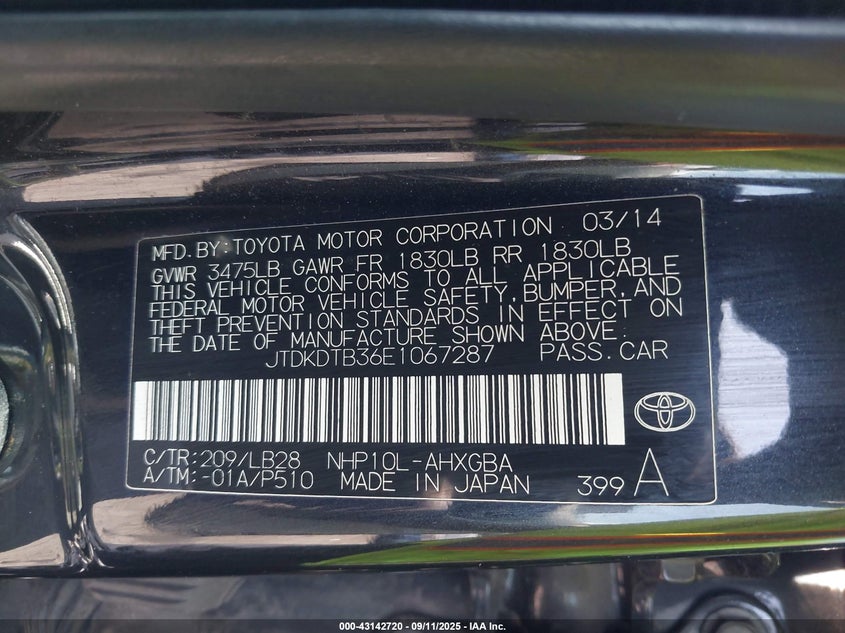 MFD. BY: TOYOTA MOTOR CORPORATION 03/14
GVWR 3475LB GAWR FR 1830LB RR 1830LB
THIS VEHICLE CONFORMS TO ALL APPLICABLE
FEDERAL MOTOR VEHICLE SAFETY, BUMPER, AND
THEFT PREVENTION STANDARDS IN EFFECT ON
THE DATE OF MANUFACTURE SHOWN ABOVE.
JTDKDTB36E1067287 PASS. CAR
C/TR: 209/LB28 NHP10L-AHXGBA
A/TM: -01A/P510 MADE IN JAPAN 399 A
000-43142720 - 09/11/2025 - IAA Inc.